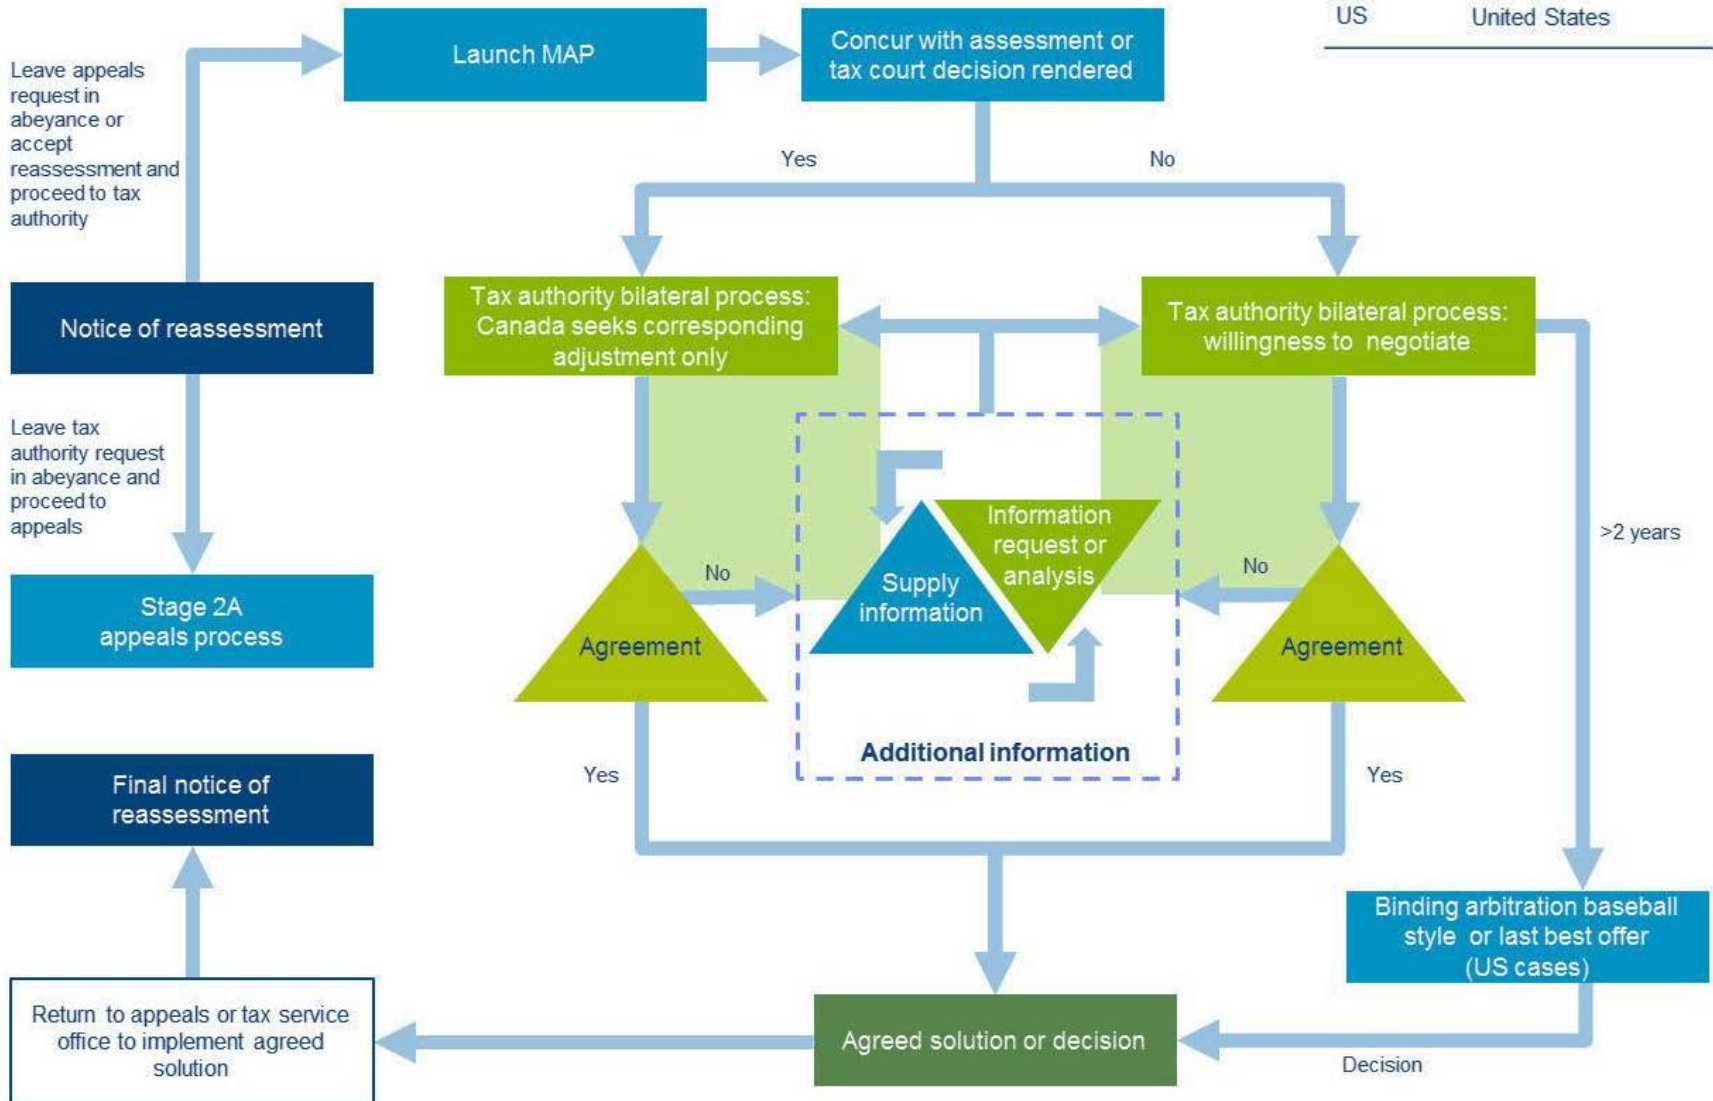 US United States
Launch MAP
Concur with assessment or
tax court decision rendered
Leave appeals
request in
abeyance or
accept
reassessment and
proceed to tax
authority
Yes
No
Notice of reassessment
Tax authority bilateral process:
Canada seeks corresponding
adjustment only
Tax authority bilateral process:
willingness to negotiate
Leave tax
authority request
in abeyance and
proceed to
appeals
>2 years
Information
request or
analysis
Supply
information
No
No
Stage 2A
appeals process
Agreement
Agreement
Additional information
Yes
Yes
Final notice of
reassessment
Binding arbitration baseball
style or last best offer
(US cases)
Return to appeals or tax service
office to implement agreed
solution
Agreed solution or decision
Decision